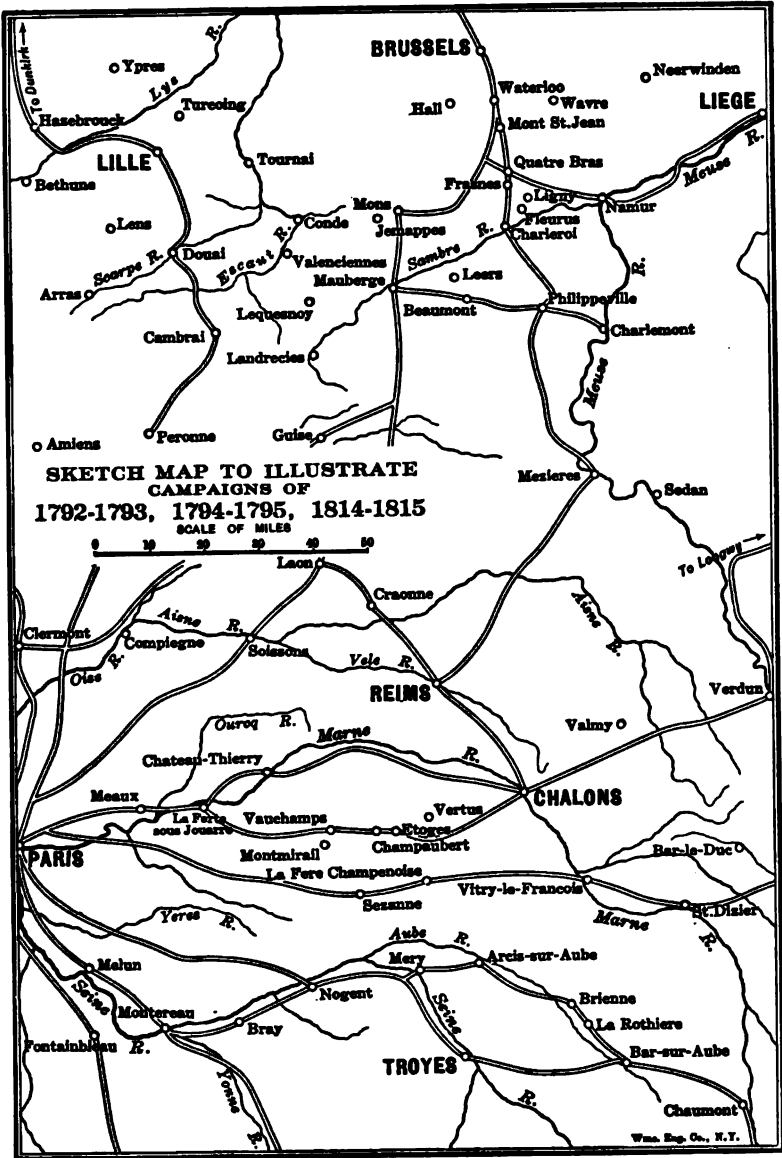 To Dunkirk
Ypres
Lys
R.
BRUSSELS
Neerwinden
Waterloo
Wavre
Hall
LIEGE
Turcoing
Hazebrouck
Mont St.Jean
LILLE
Tournai
Quatre Bras
Meuse
R.
Bethune
Frasnes
Ligny
Namur
Mons
Fleurus
Lens
Conde
Jemappes
R.
Charleroi
Scarpe R.
Douai
Escaut R.
Valenciennes
Sambre
R.
Mauberge
Leers
Arras
Lequesnoy
Beaumont
Philippeville
Cambrai
Charlemont
Landrecies
Meuse
Amiens
Peronne
Guise
SKETCH MAP TO ILLUSTRATE
CAMPAIGNS OF
1792-1793, 1794-1795, 1814-1815
SCALE OF MILES
0 10 20 30 40 50
Mezieres
Sedan
To Longwy
Laon
Craonne
Aisne
R.
Aisne
R.
Clermont
Compiegne
Soissons
Oise
R.
Vele
R.
REIMS
Verdun
Valmy
Ourcq R.
Marne
R.
Chateau-Thierry
Meaux
La Ferte
sous Jouarre
Vauchamps
Vertus
CHALONS
Etoges
Champaubert
Montmirail
PARIS
Bar-le-Duc
La Fere Champenoise
Vitry-le-Francois
Sezanne
St.Dizier
Marne
R.
Yeres
R.
Aube
R.
Melun
Mery
Arcis-sur-Aube
Seine
R.
Nogent
Montereau
Bray
Seine
R.
Brienne
La Rothiere
Fontainbleau
TROYES
Bar-sur-Aube
Yonne
R.
Chaumont
Wms. Eng. Co., N.Y.